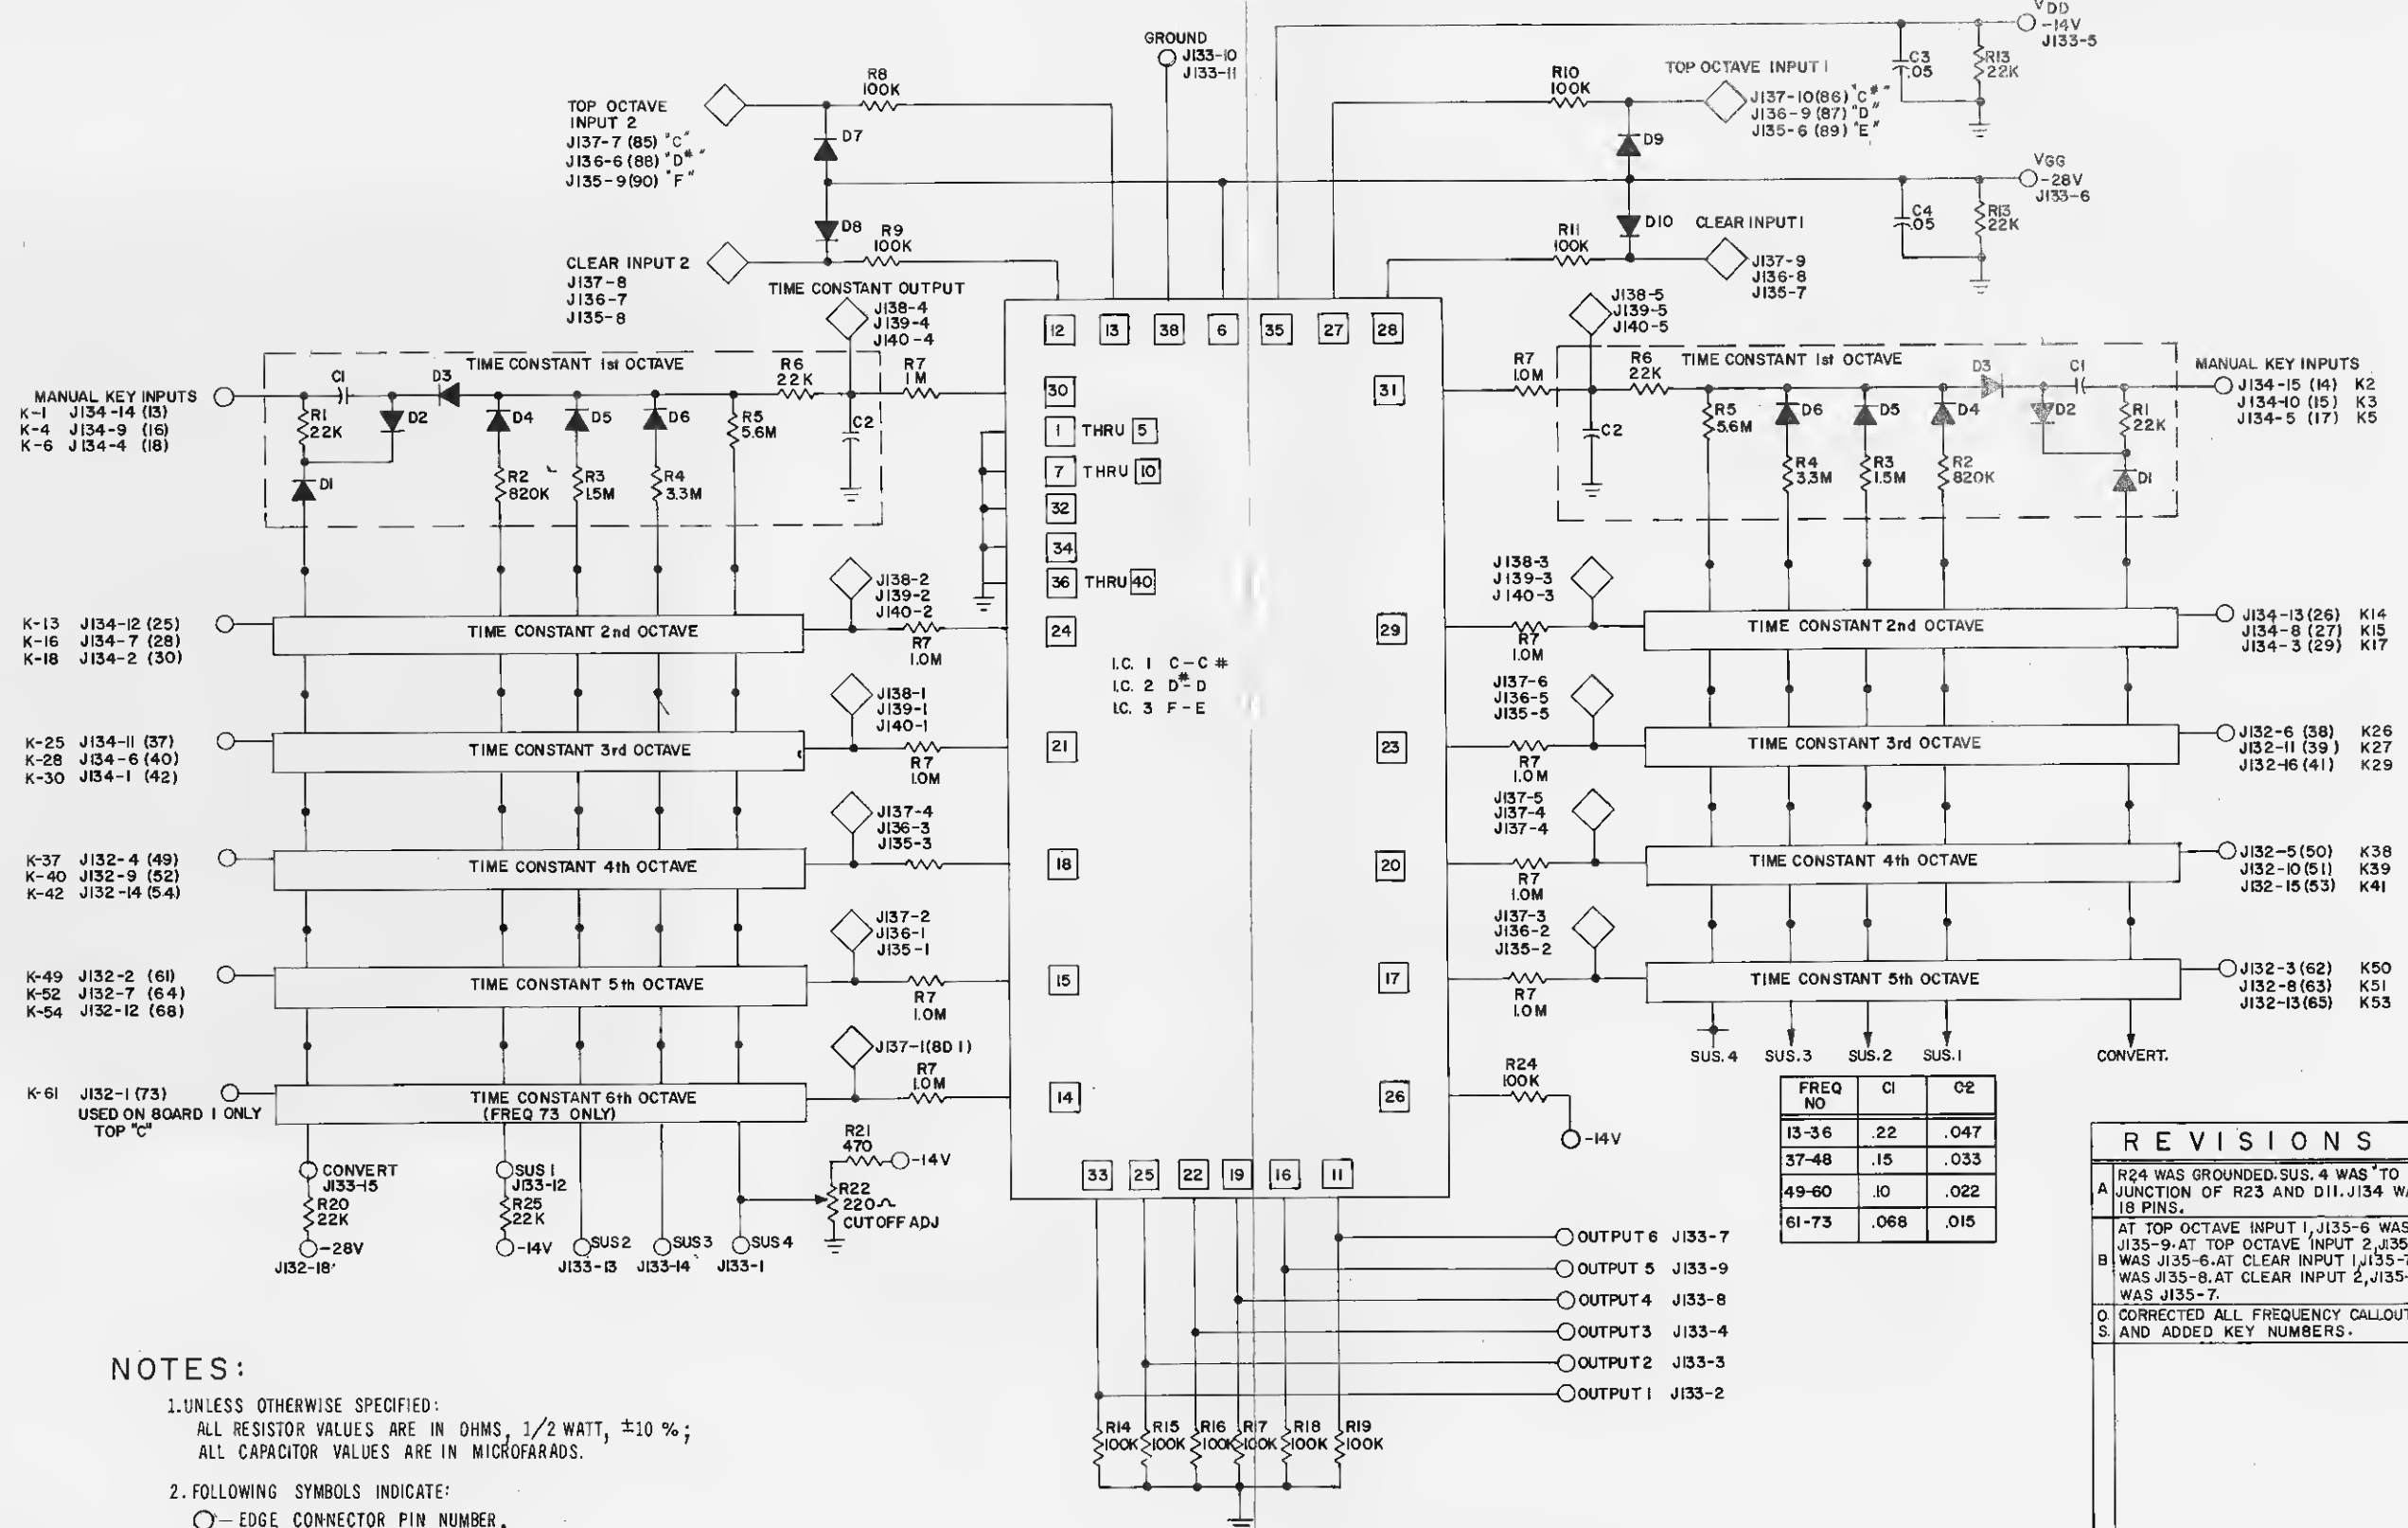 VDD
-14V
J133-5
GROUND
J133-10
J133-11
R8
100K
TOP OCTAVE
INPUT 2
J137-7 (85) "C"
J136-6 (88) "D#"
J135-9(90) "F"
D7
D8
R9
100K
CLEAR INPUT 2
J137-8
J136-7
J135-8
R10
100K
TOP OCTAVE INPUT 1
J137-10(86) "C#"
J136-9 (87) "D"
J135-6 (89) "E"
C3
.05
R13
22K
D9
VGG
-28V
J133-6
C4
.05
R13
22K
D10
CLEAR INPUT 1
R11
100K
J137-9
J136-8
J135-7
TIME CONSTANT OUTPUT
J138-4
J139-4
J140-4
J138-5
J139-5
J140-5
12 13 38 6 35 27 28
MANUAL KEY INPUTS
K-1 J134-14 (13)
K-4 J134-9 (16)
K-6 J134-4 (18)
TIME CONSTANT 1st OCTAVE
C1
D3
D2
R1
22K
D1
D4
D5
D6
R2
820K
R3
1.5M
R4
3.3M
R5
5.6M
R6
22K
C2
R7
1M
30
1 THRU 5
7 THRU 10
32
34
36 THRU 40
31
R7
1.0M
R6
22K
TIME CONSTANT 1st OCTAVE
C2
R5
5.6M
D6
D5
D4
R4
3.3M
R3
1.5M
R2
820K
D3
C1
D2
R1
22K
D1
MANUAL KEY INPUTS
J134-15 (14) K2
J134-10 (15) K3
J134-5 (17) K5
K-13 J134-12 (25)
K-16 J134-7 (28)
K-18 J134-2 (30)
TIME CONSTANT 2nd OCTAVE
J138-2
J139-2
J140-2
R7
1.0M
24
I.C. 1 C-C#
I.C. 2 D#-D
I.C. 3 F-E
29
J138-3
J139-3
J140-3
R7
1.0M
TIME CONSTANT 2nd OCTAVE
J134-13(26) K14
J134-8 (27) K15
J134-3 (29) K17
K-25 J134-11 (37)
K-28 J134-6 (40)
K-30 J134-1 (42)
TIME CONSTANT 3rd OCTAVE
J138-1
J139-1
J140-1
R7
1.0M
21
23
J137-6
J136-5
J135-5
R7
1.0M
TIME CONSTANT 3rd OCTAVE
J132-6 (38) K26
J132-11 (39) K27
J132-16 (41) K29
K-37 J132-4 (49)
K-40 J132-9 (52)
K-42 J132-14 (54)
TIME CONSTANT 4th OCTAVE
J137-4
J136-3
J135-3
18
20
J137-5
J137-4
J137-4
R7
1.0M
TIME CONSTANT 4th OCTAVE
J132-5(50) K38
J132-10(51) K39
J132-15(53) K41
K-49 J132-2 (61)
K-52 J132-7 (64)
K-54 J132-12 (68)
TIME CONSTANT 5th OCTAVE
J137-2
J136-1
J135-1
R7
1.0M
15
17
J137-3
J136-2
J135-2
R7
1.0M
TIME CONSTANT 5th OCTAVE
J132-3(62) K50
J132-8(63) K51
J132-13(65) K53
SUS.4 SUS.3 SUS.2 SUS.1 CONVERT.
K-61 J132-1 (73)
USED ON BOARD 1 ONLY
TOP "C"
TIME CONSTANT 6th OCTAVE
(FREQ 73 ONLY)
J137-1(8D 1)
R7
1.0M
14
26
R24
100K
-14V
CONVERT
J133-15
R20
22K
-28V
J132-18
SUS 1
J133-12
R25
22K
-14V
SUS2
J133-13
SUS3
J133-14
SUS4
J133-1
R21
470
-14V
R22
220Ω
CUTOFF ADJ
33 25 22 19 16 11
OUTPUT 6 J133-7
OUTPUT 5 J133-9
OUTPUT 4 J133-8
OUTPUT 3 J133-4
OUTPUT 2 J133-3
OUTPUT 1 J133-2
R14
100K
R15
100K
R16
100K
R17
100K
R18
100K
R19
100K
FREQ NO C1 C2
13-36 .22 .047
37-48 .15 .033
49-60 .10 .022
61-73 .068 .015
REVISIONS
A R24 WAS GROUNDED.SUS. 4 WAS TO
JUNCTION OF R23 AND D11.J134
18 PINS.
B AT TOP OCTAVE INPUT 1, J135-6 WAS
J135-9.AT TOP OCTAVE INPUT 2,
WAS J135-6.AT CLEAR INPUT 1,
WAS J135-8.AT CLEAR INPUT 2,
WAS J135-7.
O.S. CORRECTED ALL FREQUENCY
AND ADDED KEY NUMBERS.
NOTES:
1.UNLESS OTHERWISE SPECIFIED:
ALL RESISTOR VALUES ARE IN OHMS, 1/2 WATT, ±10 %;
ALL CAPACITOR VALUES ARE IN MICROFARADS.
2. FOLLOWING SYMBOLS INDICATE:
— EDGE CONNECTOR PIN NUMBER.